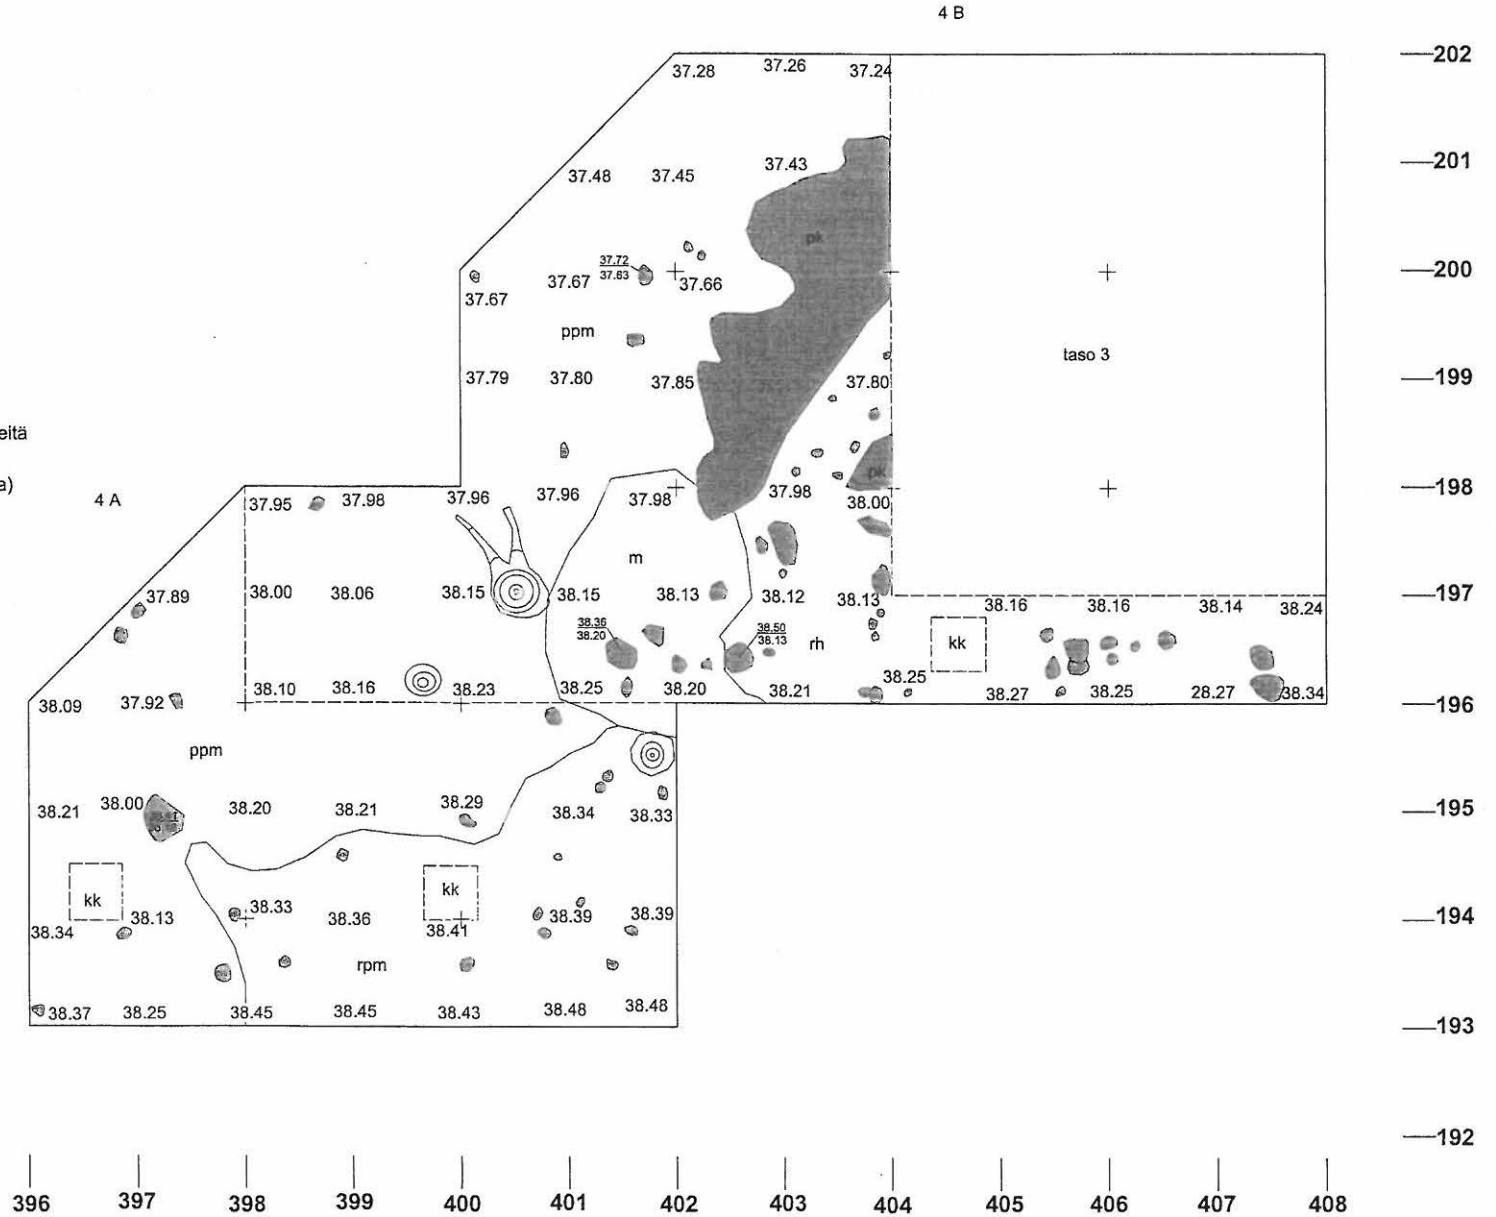 4 B
37.28 37.26 37.24 202
37.48 37.45 37.43 201
pk
37.72
37.63
37.67 37.67 37.66 200
ppm
taso 3
37.79 37.80 37.85 37.80 199
eitä
a)
4 A
pk
37.95 37.98 37.96 37.96 37.98 37.98 38.00 198
m
37.89 38.00 38.06 38.15 38.15 38.13 38.12 38.13 38.16 38.16 38.14 38.24 197
38.36
38.20
38.50
38.13
rh kk
38.09 37.92 38.10 38.16 38.23 38.25 38.20 38.21 38.25 38.27 38.25 28.27 38.34 196
ppm
38.21 38.00 38.20 38.21 38.29 38.34 38.33 195
kk kk
38.34 38.13 38.33 38.36 38.41 38.39 38.39 194
rpm
38.37 38.25 38.45 38.45 38.43 38.48 38.48 193
192
396 397 398 399 400 401 402 403 404 405 406 407 408